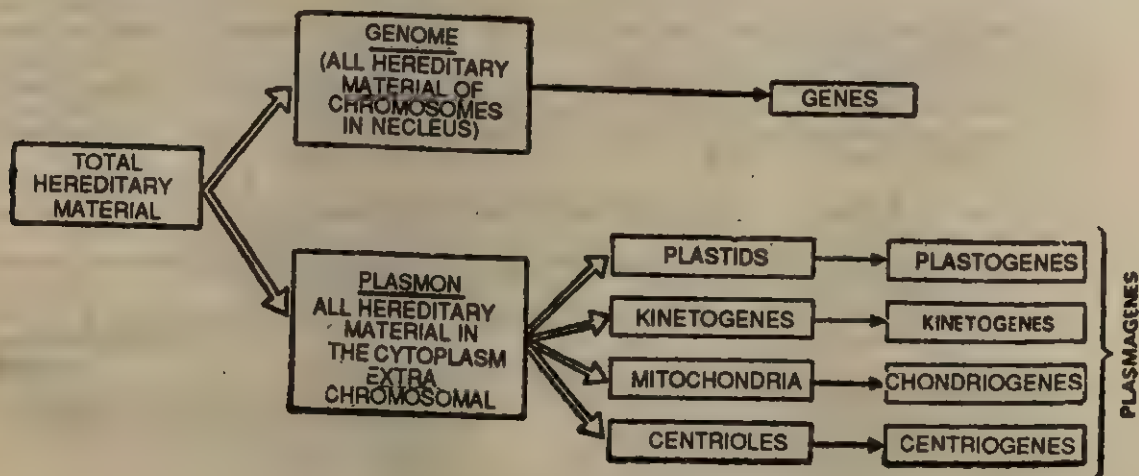 GENOME
(ALL HEREDITARY
MATERIAL OF
CHROMOSOMES
IN NECLEUS)
GENES
TOTAL
HEREDITARY
MATERIAL
PLASMON
ALL HEREDITARY
MATERIAL IN
THE CYTOPLASM
EXTRA
CHROMOSOMAL
PLASTIDS
PLASTOGENES
KINETOGENES
KINETOGENES
MITOCHONDRIA
CHONDRIOGENES
CENTRIOLES
CENTRIOGENES
PLASMAGENES